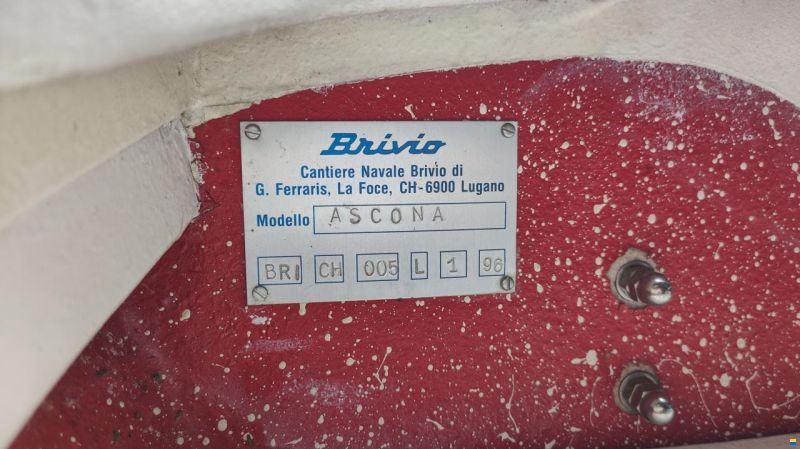 Brivio
Cantiere Navale Brivio di
G. Ferraris, La Foce, CH-6900 Lugano
Modello ASCONA
BRI CH 005 L 1 96